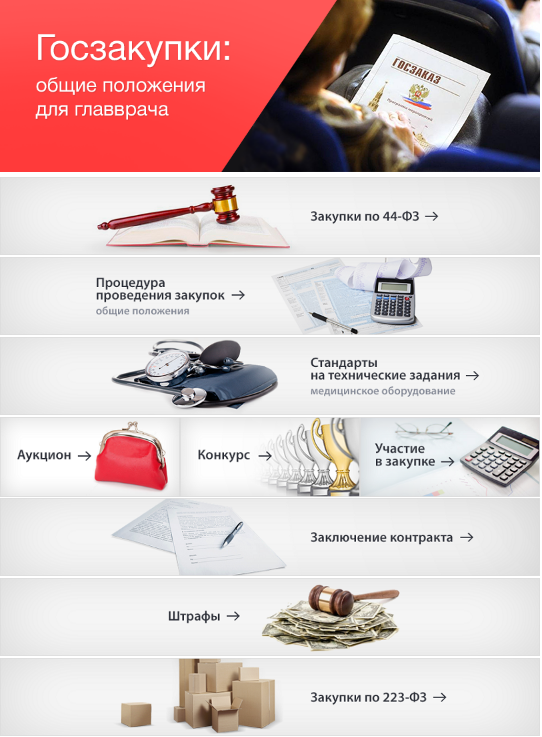 Госзакупки:
общие положения
для главврача
ГОСЗАКАЗ
Закупки по 44-ФЗ →
Процедура
проведения закупок →
общие положения
Стандарты
на технические задания →
медицинское оборудование
Аукцион →
Конкурс →
Участие
в закупке →
Заключение контракта →
Штрафы →
Закупки по 223-ФЗ →